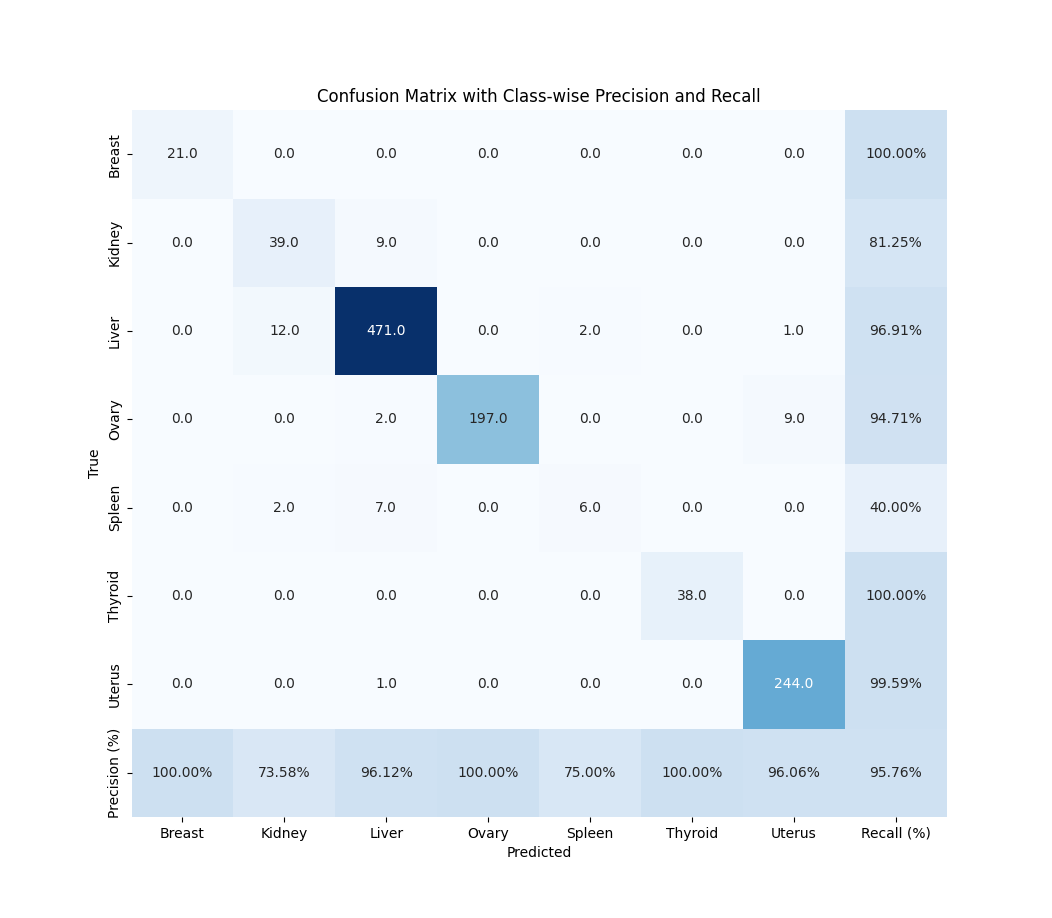 Confusion Matrix with Class-wise Precision and Recall
True
Breast 21.0 0.0 0.0 0.0 0.0 0.0 0.0 100.00%
Kidney 0.0 39.0 9.0 0.0 0.0 0.0 0.0 81.25%
Liver 0.0 12.0 471.0 0.0 2.0 0.0 1.0 96.91%
Ovary 0.0 0.0 2.0 197.0 0.0 0.0 9.0 94.71%
Spleen 0.0 2.0 7.0 0.0 6.0 0.0 0.0 40.00%
Thyroid 0.0 0.0 0.0 0.0 0.0 38.0 0.0 100.00%
Uterus 0.0 0.0 1.0 0.0 0.0 0.0 244.0 99.59%
Precision (%) 100.00% 73.58% 96.12% 100.00% 75.00% 100.00% 96.06% 95.76%
Breast Kidney Liver Ovary Spleen Thyroid Uterus Recall (%)
Predicted